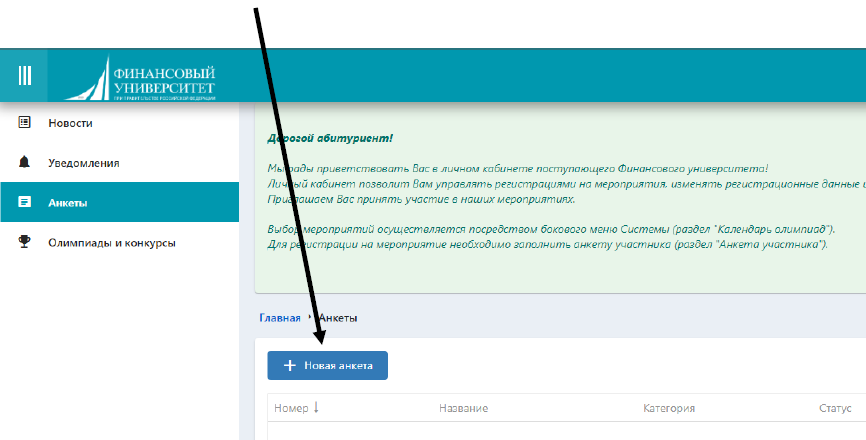 ФИНАНСОВЫЙ
УНИВЕРСИТЕТ
ПРИ ПРАВИТЕЛЬСТВЕ РОССИЙСКОЙ ФЕДЕРАЦИИ
Новости
Уведомления
Анкеты
Олимпиады и конкурсы
Дорогой абитуриент!
Мы рады приветствовать Вас в личном кабинете поступающего Финансового университета!
Личный кабинет позволит Вам управлять регистрациями на мероприятия, изменять регистрационные данные и
Приглашаем Вас принять участие в наших мероприятиях.
Выбор мероприятий осуществляется посредством бокового меню Системы (раздел "Календарь олимпиад").
Для регистрации на мероприятие необходимо заполнить анкету участника (раздел "Анкета участника").
Главная • Анкеты
+ Новая анкета
Номер ↓ Название Категория Статус